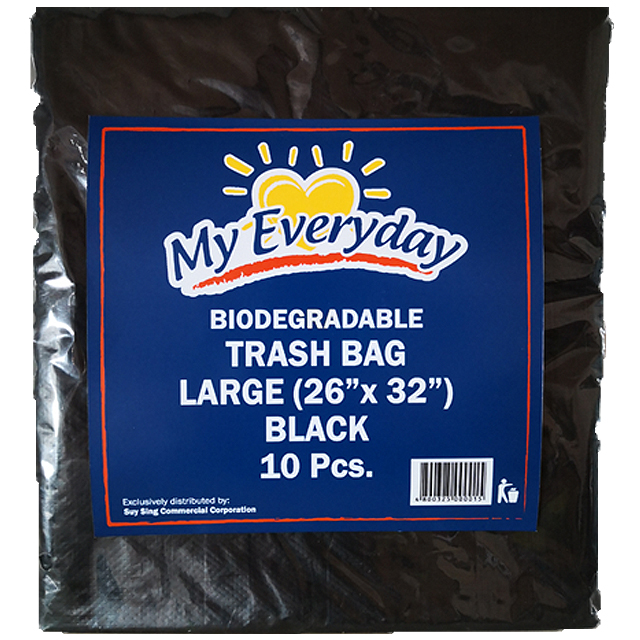 My Everyday
BIODEGRADABLE
TRASH BAG
LARGE (26”x 32”)
BLACK
10 Pcs.
Exclusively distributed by:
Suy Sing Commercial Corporation